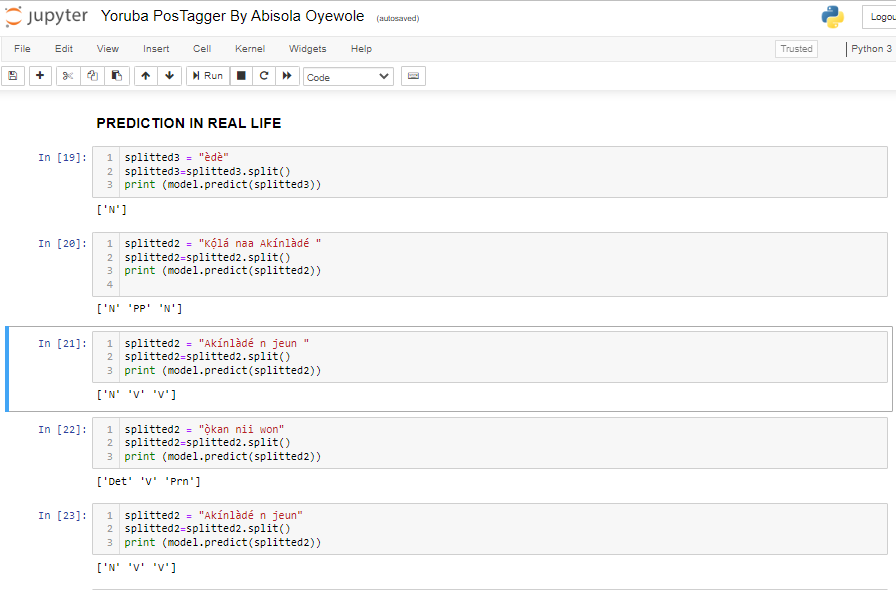 jupyter Yoruba PosTagger By Abisola Oyewole (autosaved) Logou
File Edit View Insert Cell Kernel Widgets Help Trusted Python 3
Run Code
PREDICTION IN REAL LIFE
In [19]: 1 splitted3 = "èdè"
2 splitted3=splitted3.split()
3 print (model.predict(splitted3))
['N']
In [20]: 1 splitted2 = "Kọ́lá naa Akínlàdé "
2 splitted2=splitted2.split()
3 print (model.predict(splitted2))
4
['N' 'PP' 'N']
In [21]: 1 splitted2 = "Akínlàdé n jeun "
2 splitted2=splitted2.split()
3 print (model.predict(splitted2))
['N' 'V' 'V']
In [22]: 1 splitted2 = "Ọ̀kan nii won"
2 splitted2=splitted2.split()
3 print (model.predict(splitted2))
['Det' 'V' 'Prn']
In [23]: 1 splitted2 = "Akínlàdé n jeun"
2 splitted2=splitted2.split()
3 print (model.predict(splitted2))
['N' 'V' 'V']